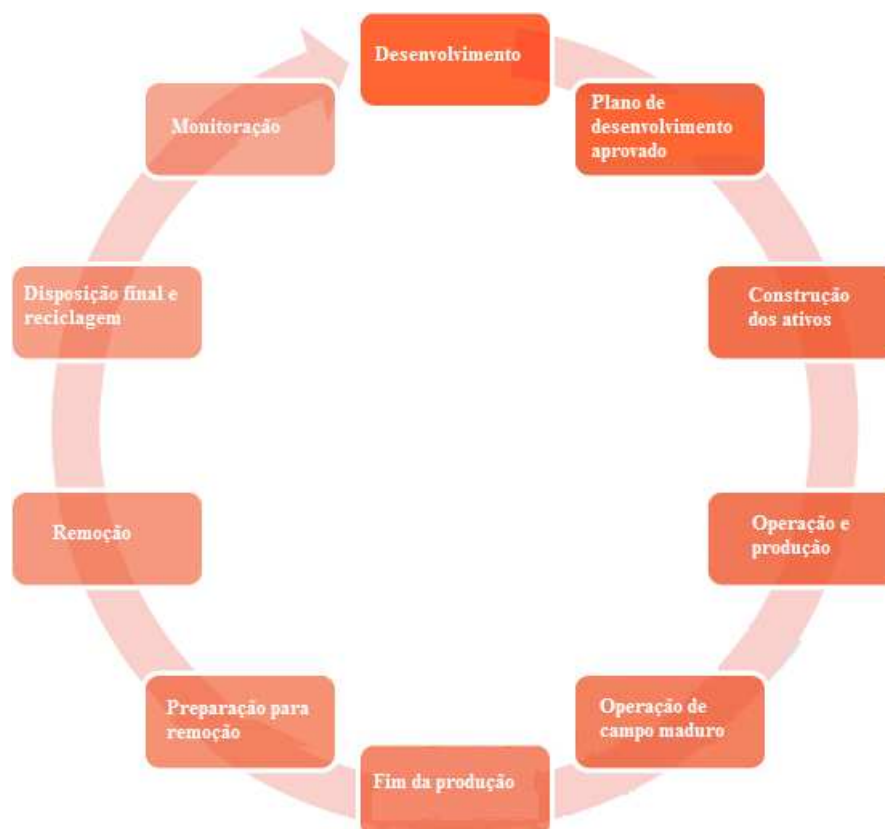 Desenvolvimento
Plano de
desenvolvimento
aprovado
Construção
dos ativos
Operação e
produção
Operação de
campo maduro
Fim da produção
Preparação para
remoção
Remoção
Disposição final e
reciclagem
Monitoração